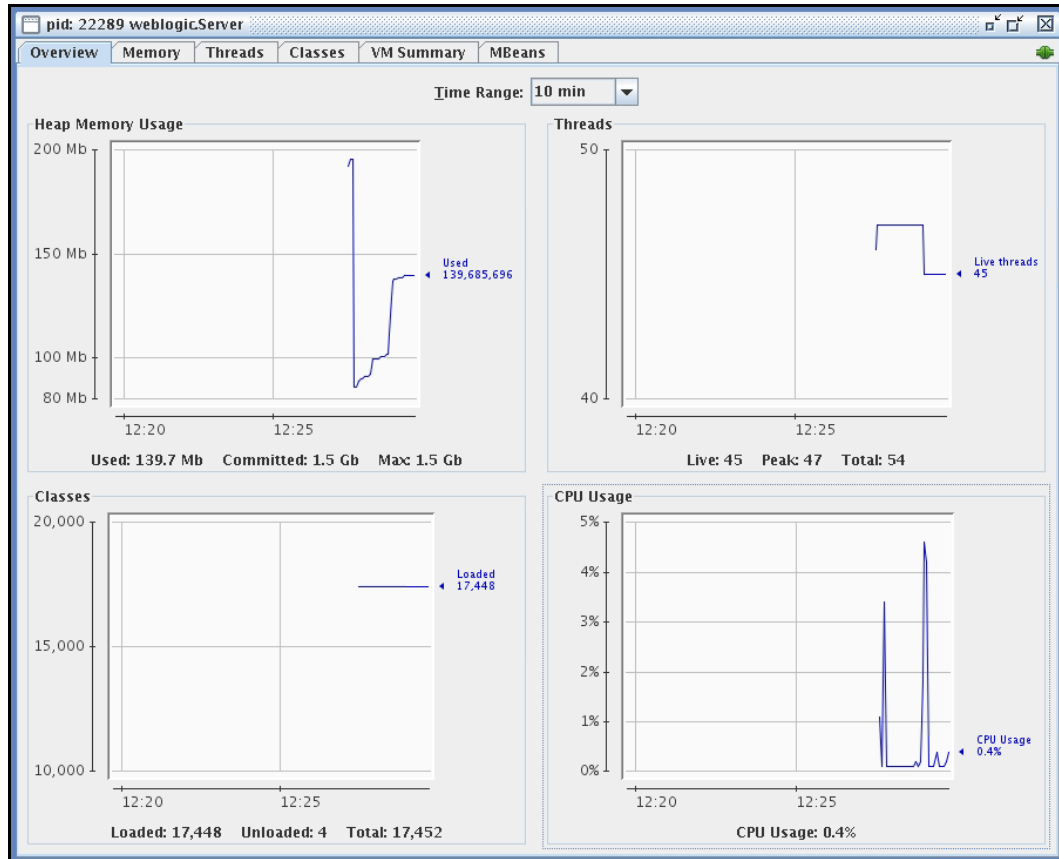 pid: 22289 weblogic.Server
Overview Memory Threads Classes VM Summary MBeans
Time Range: 10 min
Heap Memory Usage
200 Mb
150 Mb
100 Mb
80 Mb
Used
139,685,696
12:20 12:25
Used: 139.7 Mb Committed: 1.5 Gb Max: 1.5 Gb
Threads
50
40
Live threads
45
12:20 12:25
Live: 45 Peak: 47 Total: 54
Classes
20,000
15,000
10,000
Loaded
17,448
12:20 12:25
Loaded: 17,448 Unloaded: 4 Total: 17,452
CPU Usage
5%
4%
3%
2%
1%
0%
CPU Usage
0.4%
12:20 12:25
CPU Usage: 0.4%